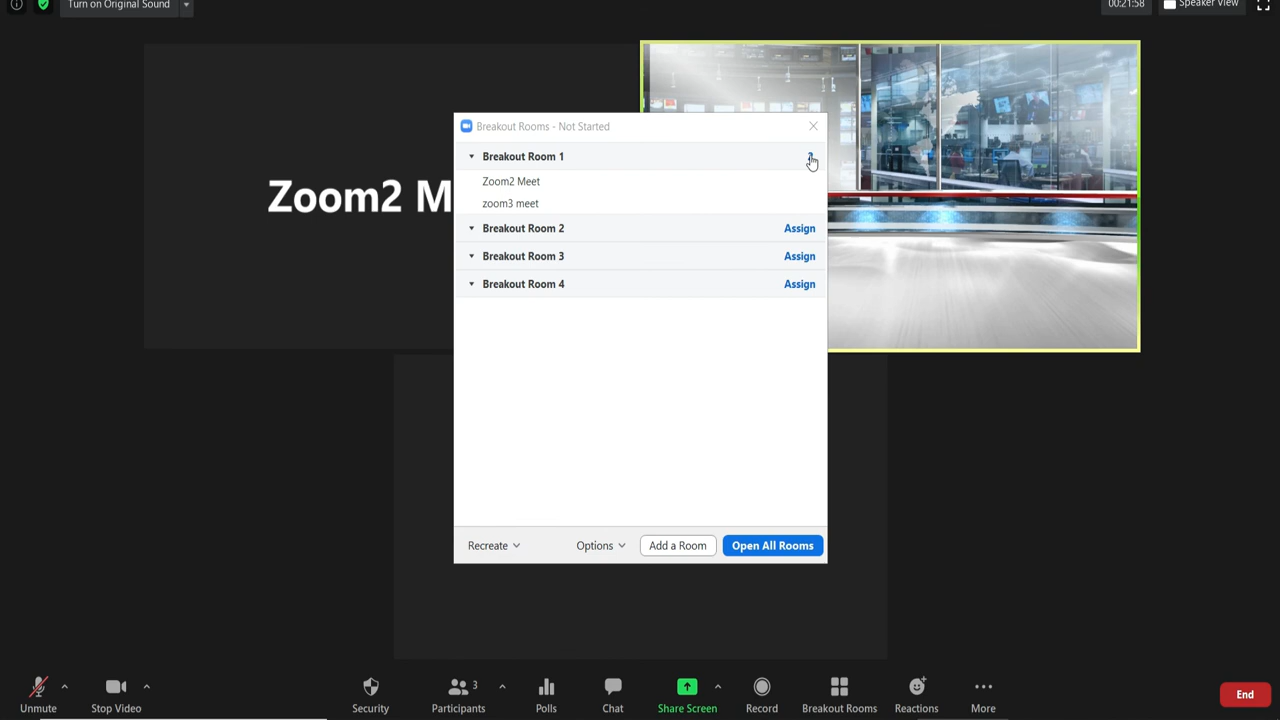 Turn on Original Sound
00:21:58
Speaker View
Zoom2 M
Breakout Rooms - Not Started
Breakout Room 1
Zoom2 Meet
zoom3 meet
Breakout Room 2 Assign
Breakout Room 3 Assign
Breakout Room 4 Assign
Recreate Options Add a Room Open All Rooms
3
Unmute Stop Video Security Participants Polls Chat Share Screen Record Breakout Rooms Reactions More End